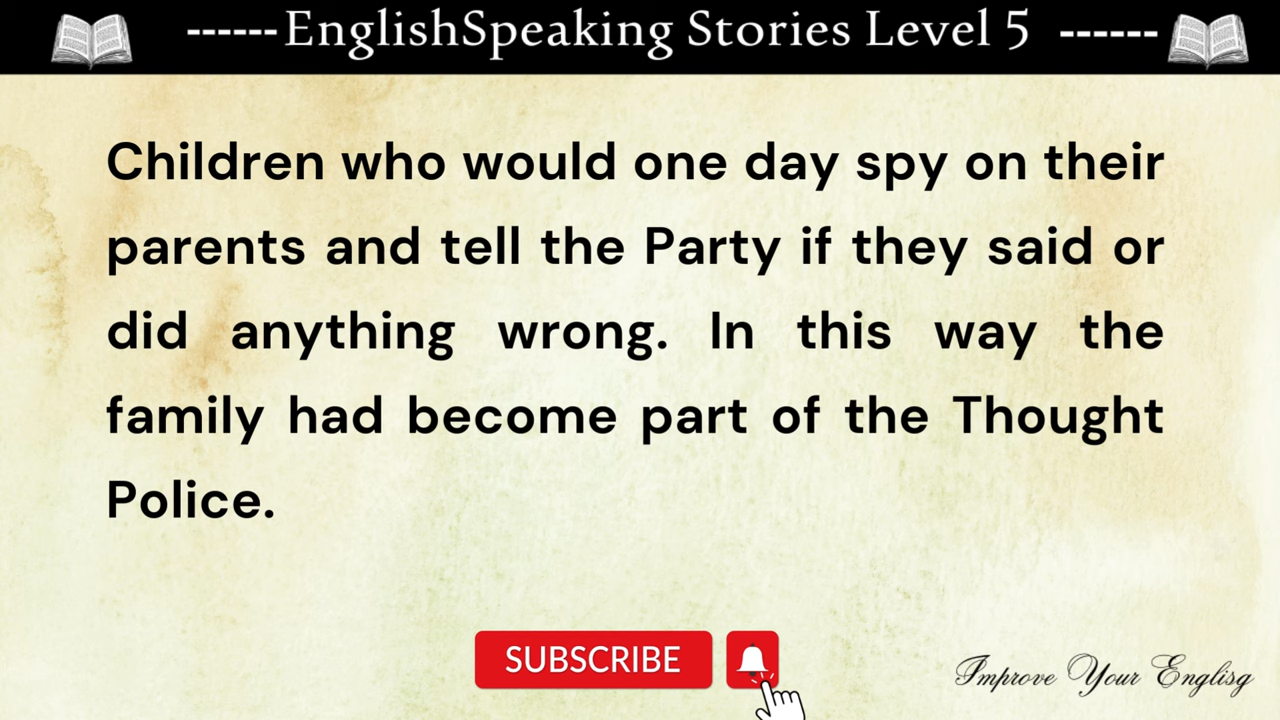 ------EnglishSpeaking Stories Level 5 ------
Children who would one day spy on their
parents and tell the Party if they said or
did anything wrong. In this way the
family had become part of the Thought
Police.
SUBSCRIBE
Improve Your Englisg